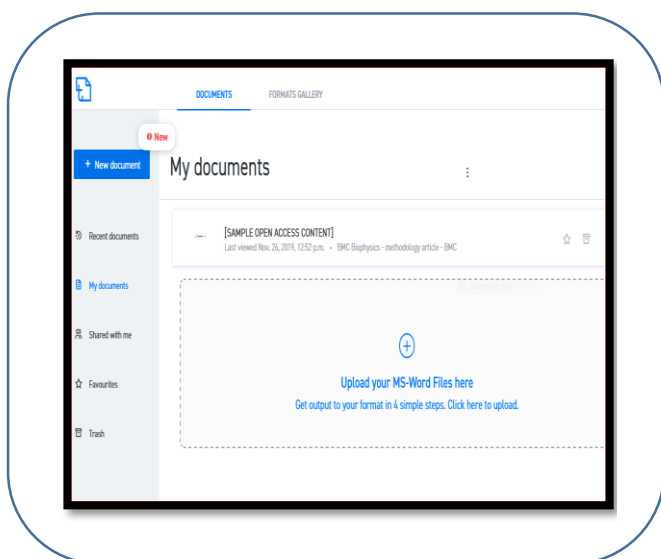 DOCUMENTS FORMATS GALLERY
New
+ New document
My documents
Recent documents
[SAMPLE OPEN ACCESS CONTENT]
Last viewed Nov. 26, 2019, 12:52 p.m. - BMC Biophysics - methodology article - BMC
My documents
Shared with me
Upload your MS-Word Files here
Favourites
Get output to your format in 4 simple steps. Click here to upload.
Trash